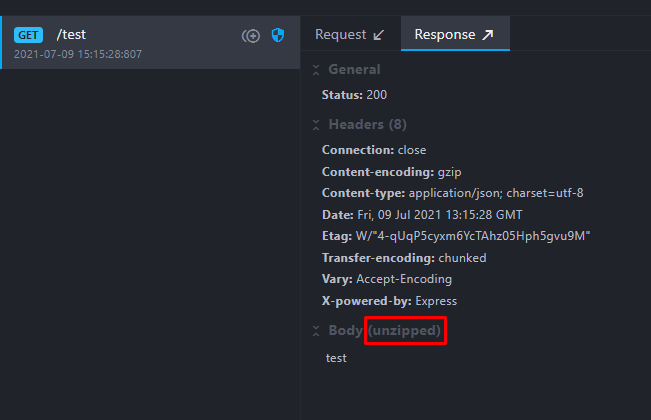 GET /test
2021-07-09 15:15:28:807
Request
Response
General
Status: 200
Headers (8)
Connection: close
Content-encoding: gzip
Content-type: application/json; charset=utf-8
Date: Fri, 09 Jul 2021 13:15:28 GMT
Etag: W/"4-qUqP5cyxm6YcTAhz05Hph5gvu9M"
Transfer-encoding: chunked
Vary: Accept-Encoding
X-powered-by: Express
Body (unzipped)
test